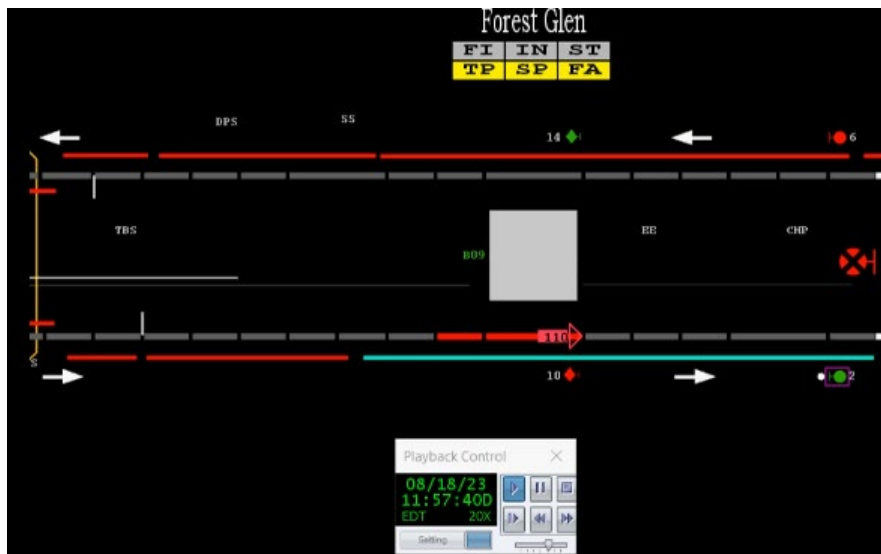 Forest Glen
FI IN ST
TP SP FA
DPS SS
14 6
TBS EE CMP
B09
110
S
10 2
Playback Control
08/18/23
11:57:40D
EDT 20X
Setting